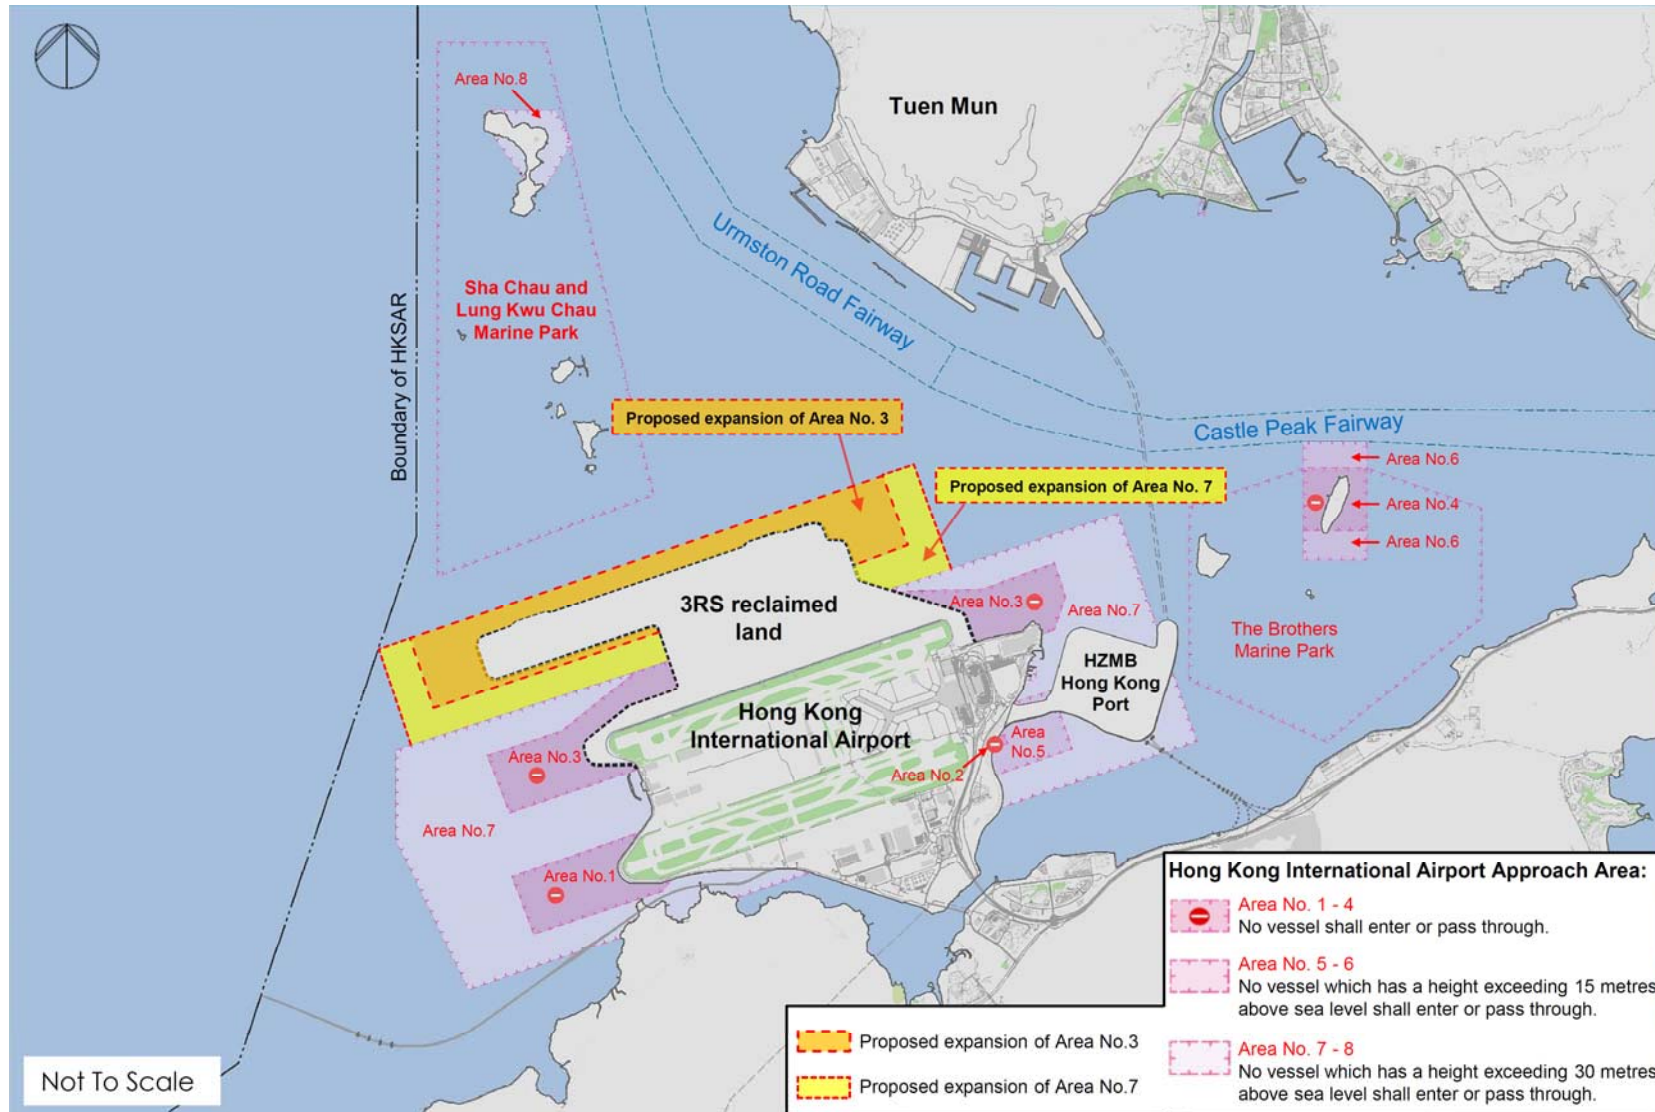 Area No.8
Tuen Mun
Urmston Road Fairway
Sha Chau and
Lung Kwu Chau
Marine Park
Boundary of HKSAR
Proposed expansion of Area No. 3
Castle Peak Fairway
Area No.6
Proposed expansion of Area No. 7
Area No.4
Area No.6
3RS reclaimed
land
Area No.3
Area No.7
The Brothers
Marine Park
HZMB
Hong Kong
Port
Hong Kong
International Airport
Area
No.5
Area No.3
Area No.2
Area No.7
Area No.1
Hong Kong International Airport Approach Area:
Area No. 1 - 4
No vessel shall enter or pass through.
Area No. 5 - 6
No vessel which has a height exceeding 15 metres
above sea level shall enter or pass through.
Area No. 7 - 8
No vessel which has a height exceeding 30 metres
above sea level shall enter or pass through.
Proposed expansion of Area No.3
Proposed expansion of Area No.7
Not To Scale